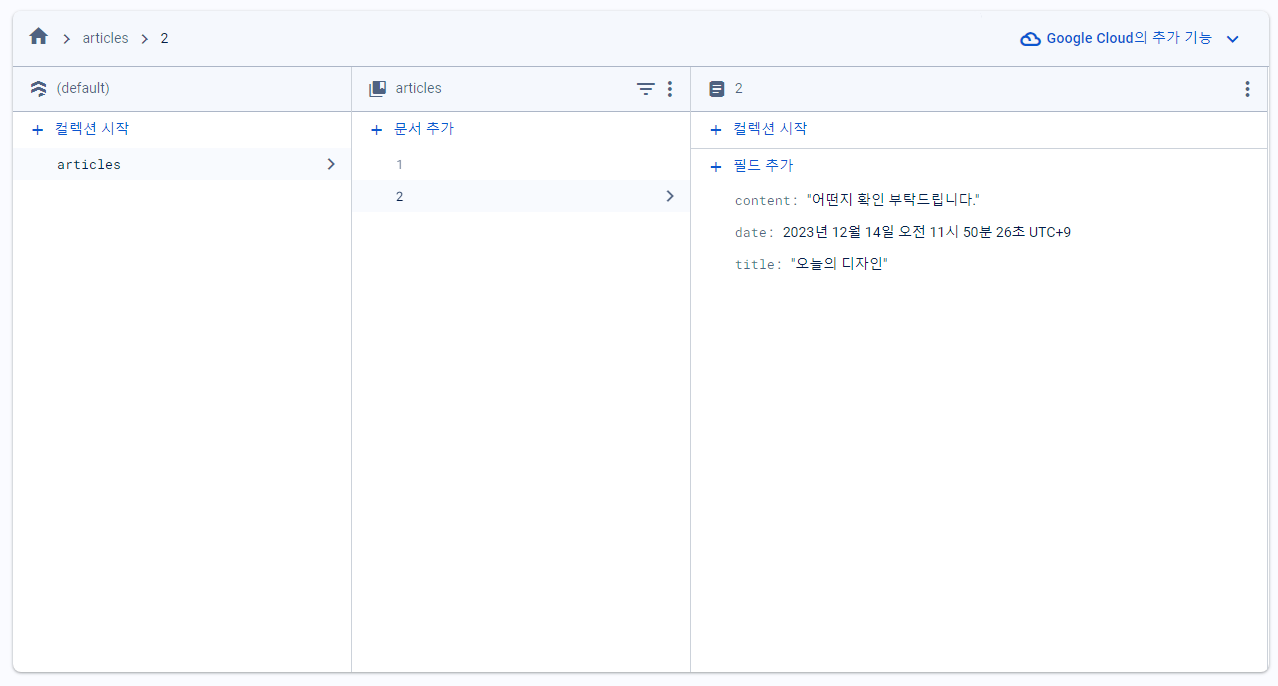 articles 2
Google Cloud의 추가 기능
(default)
articles
2
컬렉션 시작
문서 추가
컬렉션 시작
articles
1
2
필드 추가
content: "어떤지 확인 부탁드립니다."
date: 2023년 12월 14일 오전 11시 50분 26초 UTC+9
title: "오늘의 디자인"